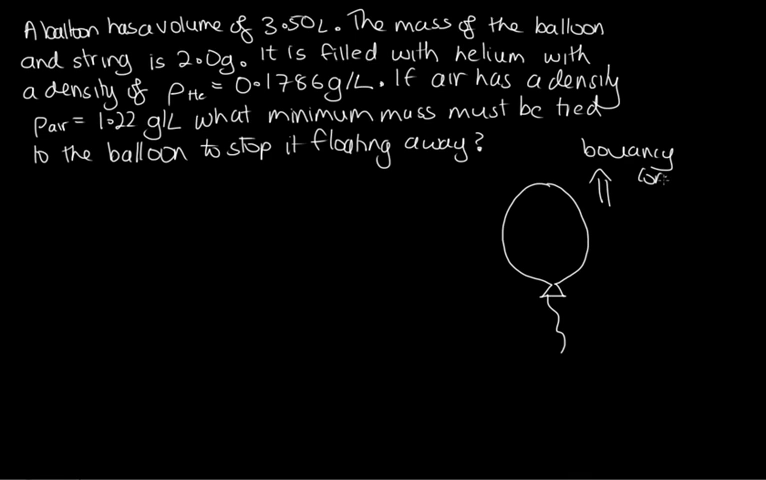 A balloon has a volume of 3.50L. The mass of the balloon
and string is 2.0g. It is filled with helium with
a density of ρHe = 0.1786g/L. If air has a density
ρair = 1.22 g/L what minimum mass must be tied
to the balloon to stop it floating away?
bouancy